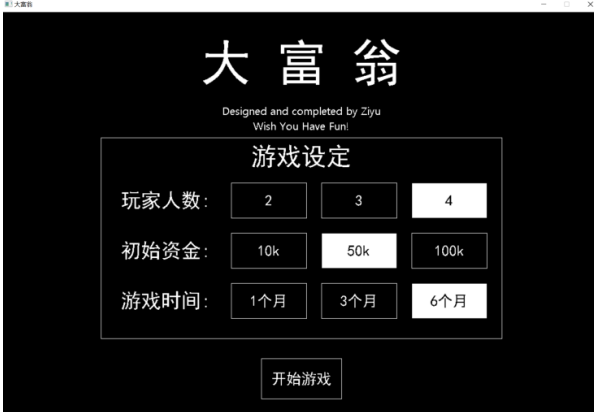 大富翁
大 富 翁
Designed and completed by Ziyu
Wish You Have Fun!
游戏设定
玩家人数: 2 3 4
初始资金: 10k 50k 100k
游戏时间: 1个月 3个月 6个月
开始游戏